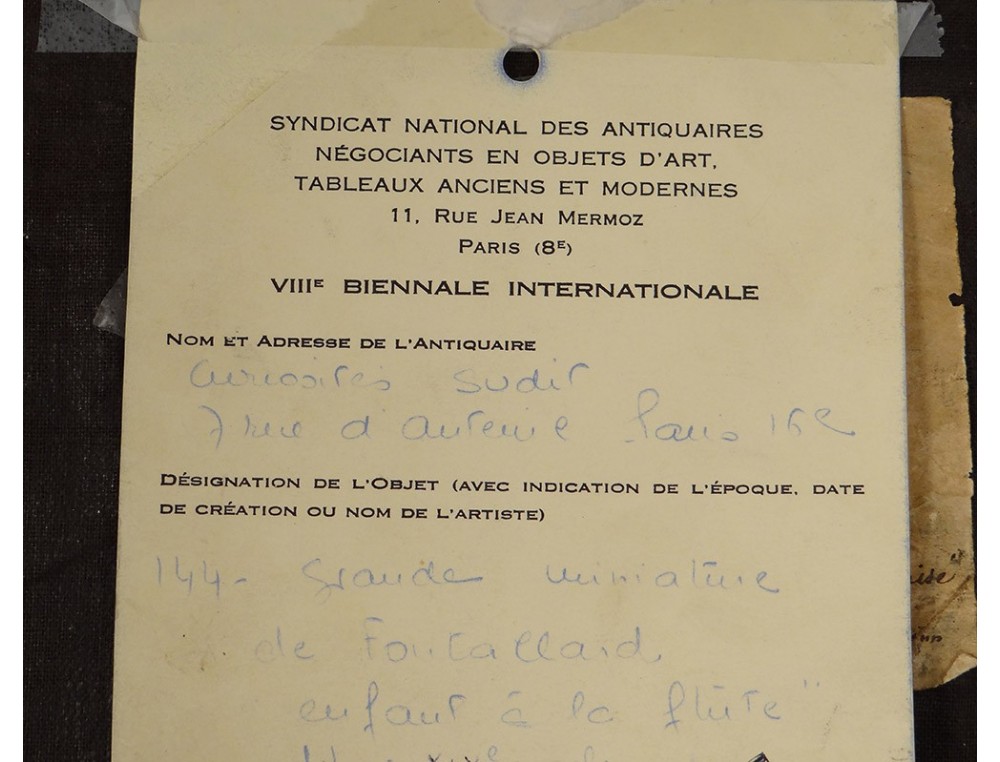 SYNDICAT NATIONAL DES ANTIQUAIRES
NÉGOCIANTS EN OBJETS D'ART,
TABLEAUX ANCIENS ET MODERNES
11, RUE JEAN MERMOZ
PARIS (8E)
VIIIE BIENNALE INTERNATIONALE
NOM ET ADRESSE DE L'ANTIQUAIRE
Curiosités Sudit
7 rue d'auteuil Paris 16e
DÉSIGNATION DE L'OBJET (AVEC INDICATION DE L'ÉPOQUE, DATE
DE CRÉATION OU NOM DE L'ARTISTE)
144- Grande miniature
de Fontallard
enfant à la flûte"
XIXe